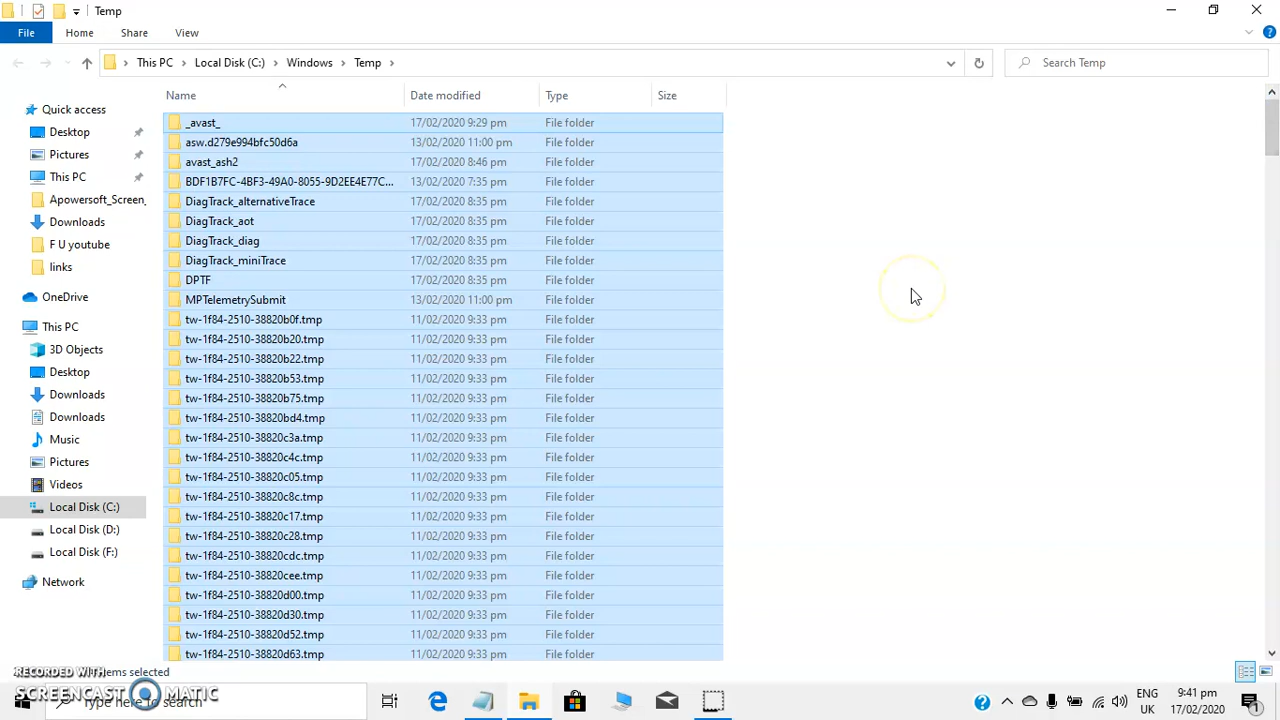 Temp
File Home Share View
This PC Local Disk (C:) Windows Temp
Search Temp
Name Date modified Type Size
Quick access
Desktop
Pictures
This PC
Apowersoft_Screen_
Downloads
F U youtube
links
OneDrive
This PC
3D Objects
Desktop
Downloads
Downloads
Music
Pictures
Videos
Local Disk (C:)
Local Disk (D:)
Local Disk (F:)
Network
_avast_ 17/02/2020 9:29 pm File folder
asw.d279e994bfc50d6a 13/02/2020 11:00 pm File folder
avast_ash2 17/02/2020 8:46 pm File folder
BDF1B7FC-4BF3-49A0-8055-9D2EE4E77C... 13/02/2020 7:35 pm File folder
DiagTrack_alternativeTrace 17/02/2020 8:35 pm File folder
DiagTrack_aot 17/02/2020 8:35 pm File folder
DiagTrack_diag 17/02/2020 8:35 pm File folder
DiagTrack_miniTrace 17/02/2020 8:35 pm File folder
DPTF 17/02/2020 8:35 pm File folder
MPTelemetrySubmit 13/02/2020 11:00 pm File folder
tw-1f84-2510-38820b0f.tmp 11/02/2020 9:33 pm File folder
tw-1f84-2510-38820b20.tmp 11/02/2020 9:33 pm File folder
tw-1f84-2510-38820b22.tmp 11/02/2020 9:33 pm File folder
tw-1f84-2510-38820b53.tmp 11/02/2020 9:33 pm File folder
tw-1f84-2510-38820b75.tmp 11/02/2020 9:33 pm File folder
tw-1f84-2510-38820bd4.tmp 11/02/2020 9:33 pm File folder
tw-1f84-2510-38820c3a.tmp 11/02/2020 9:33 pm File folder
tw-1f84-2510-38820c4c.tmp 11/02/2020 9:33 pm File folder
tw-1f84-2510-38820c05.tmp 11/02/2020 9:33 pm File folder
tw-1f84-2510-38820c8c.tmp 11/02/2020 9:33 pm File folder
tw-1f84-2510-38820c17.tmp 11/02/2020 9:33 pm File folder
tw-1f84-2510-38820c28.tmp 11/02/2020 9:33 pm File folder
tw-1f84-2510-38820cdc.tmp 11/02/2020 9:33 pm File folder
tw-1f84-2510-38820cee.tmp 11/02/2020 9:33 pm File folder
tw-1f84-2510-38820d00.tmp 11/02/2020 9:33 pm File folder
tw-1f84-2510-38820d30.tmp 11/02/2020 9:33 pm File folder
tw-1f84-2510-38820d52.tmp 11/02/2020 9:33 pm File folder
tw-1f84-2510-38820d63.tmp 11/02/2020 9:33 pm File folder
selected
RECORDED WITH
SCREENCAST MATIC
Type here to search
ENG
UK
9:41 pm
17/02/2020
1